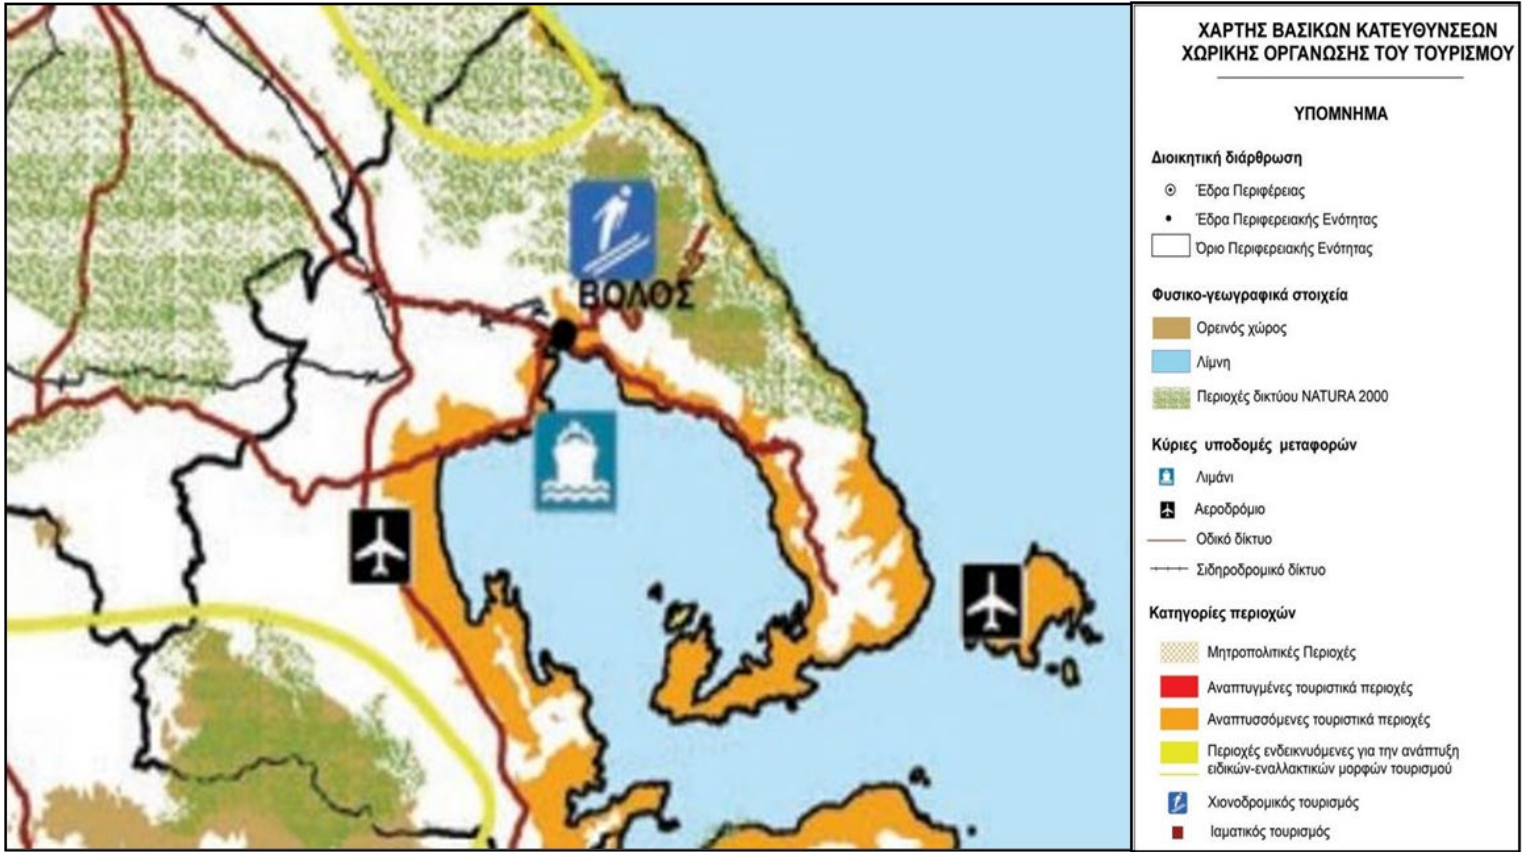 ΒΟΛΟΣ
ΧΑΡΤΗΣ ΒΑΣΙΚΩΝ ΚΑΤΕΥΘΥΝΣΕΩΝ
ΧΩΡΙΚΗΣ ΟΡΓΑΝΩΣΗΣ ΤΟΥ ΤΟΥΡΙΣΜΟΥ
ΥΠΟΜΝΗΜΑ
Διοικητική διάρθρωση
Έδρα Περιφέρειας
Έδρα Περιφερειακής Ενότητας
Όριο Περιφερειακής Ενότητας
Φυσικο-γεωγραφικά στοιχεία
Ορεινός χώρος
Λίμνη
Περιοχές δικτύου NATURA 2000
Κύριες υποδομές μεταφορών
Λιμάνι
Αεροδρόμιο
Οδικό δίκτυο
Σιδηροδρομικό δίκτυο
Κατηγορίες περιοχών
Μητροπολιτικές Περιοχές
Αναπτυγμένες τουριστικά περιοχές
Αναπτυσσόμενες τουριστικά περιοχές
Περιοχές ενδεικνυόμενες για την ανάπτυξη
ειδικών-εναλλακτικών μορφών τουρισμού
Χιονοδρομικός τουρισμός
Ιαματικός τουρισμός